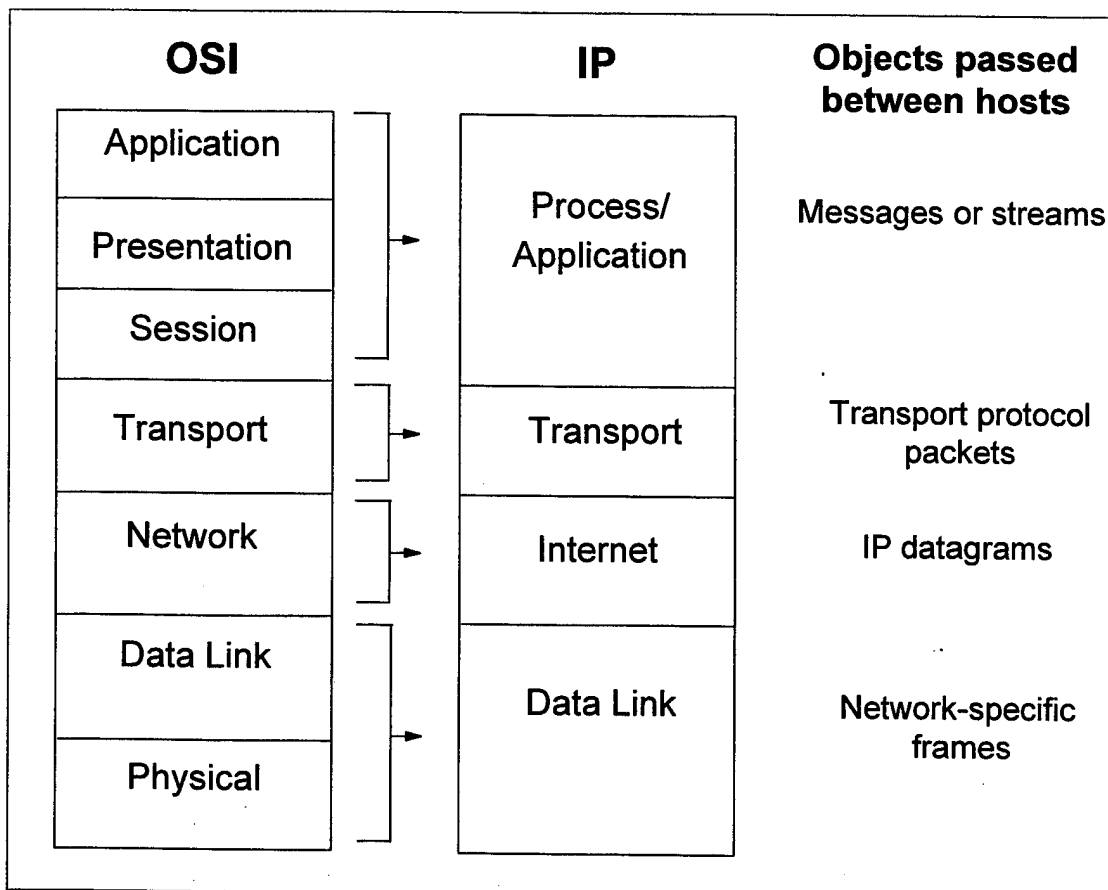 OSI
IP
Objects passed
between hosts
Application
Presentation
Session
Transport
Network
Data Link
Physical
Process/
Application
Transport
Internet
Data Link
Messages or streams
Transport protocol
packets
IP datagrams
Network-specific
frames